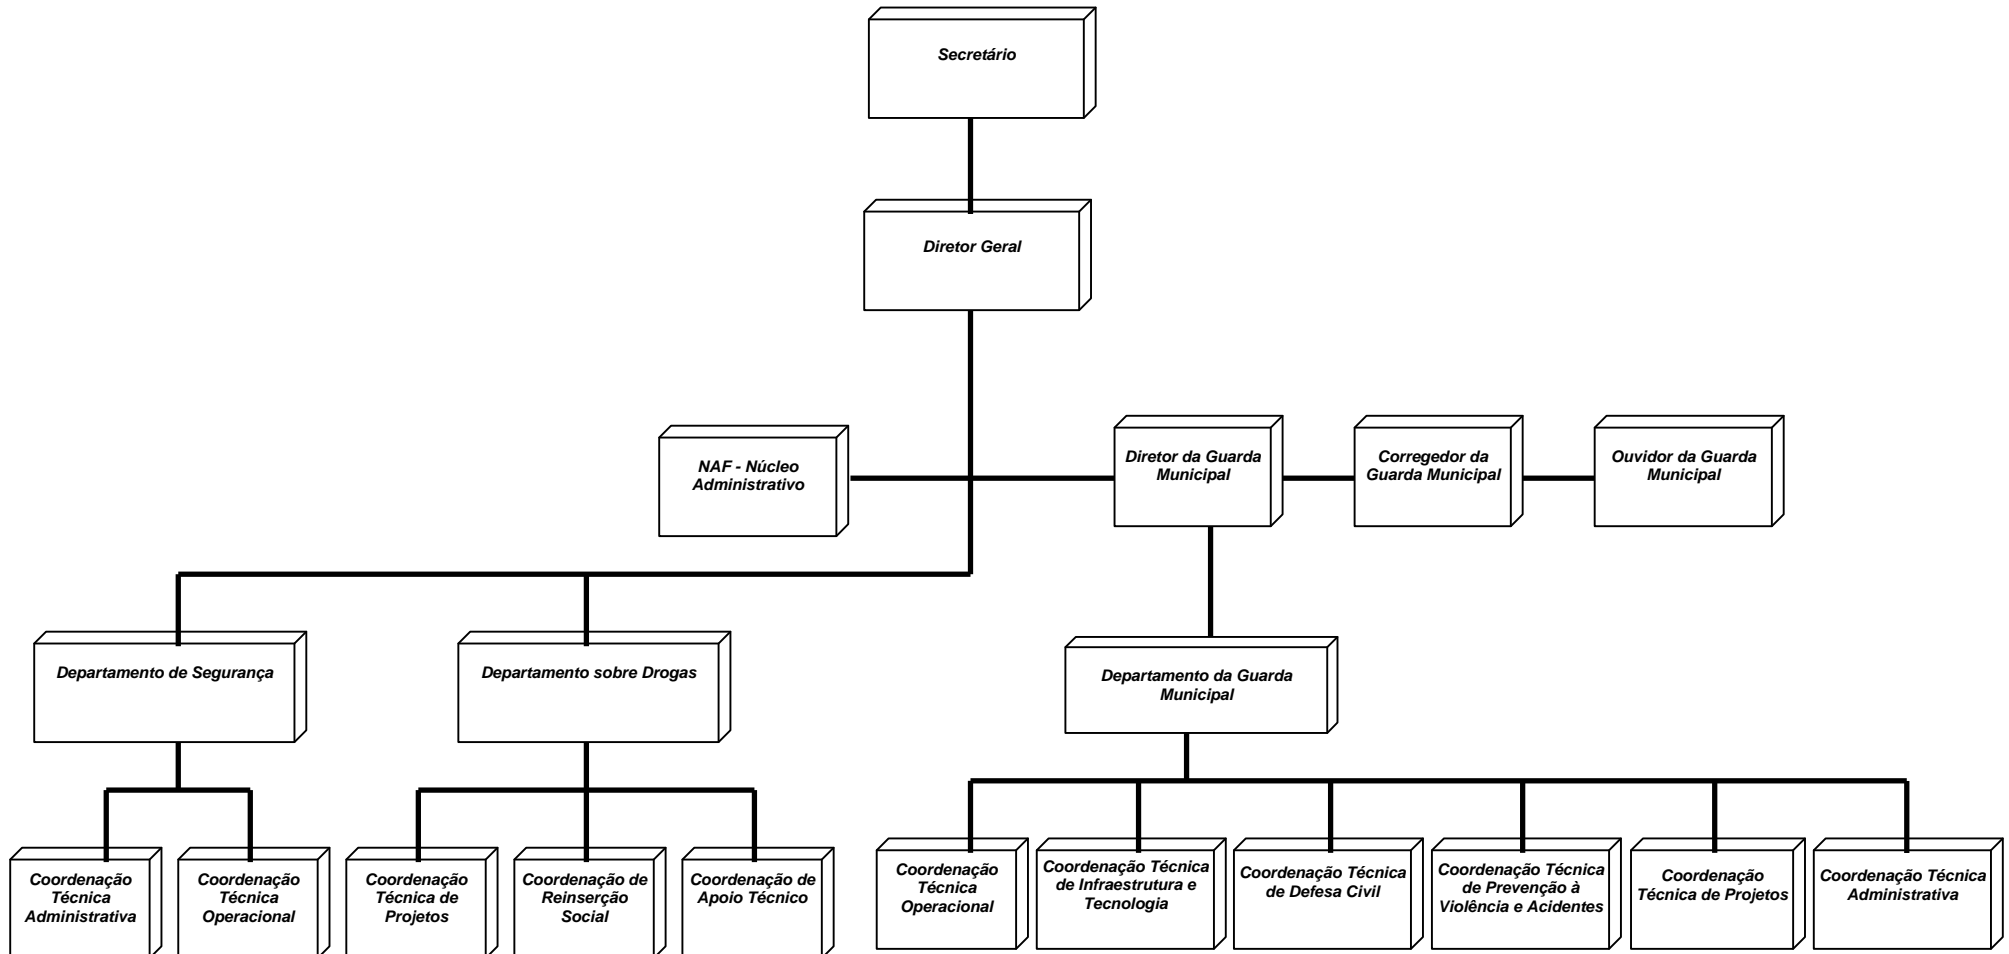 Secretário
Diretor Geral
NAF - Núcleo
Administrativo
Diretor da Guarda
Municipal
Corregedor da
Guarda Municipal
Ouvidor da Guarda
Municipal
Departamento de Segurança
Departamento sobre Drogas
Departamento da Guarda
Municipal
Coordenação
Técnica
Administrativa
Coordenação
Técnica
Operacional
Coordenação
Técnica de
Projetos
Coordenação de
Reinserção
Social
Coordenação de
Apoio Técnico
Coordenação
Técnica
Operacional
Coordenação Técnica
de Infraestrutura e
Tecnologia
Coordenação Técnica
de Defesa Civil
Coordenação Técnica
de Prevenção à
Violência e Acidentes
Coordenação
Técnica de Projetos
Coordenação Técnica
Administrativa